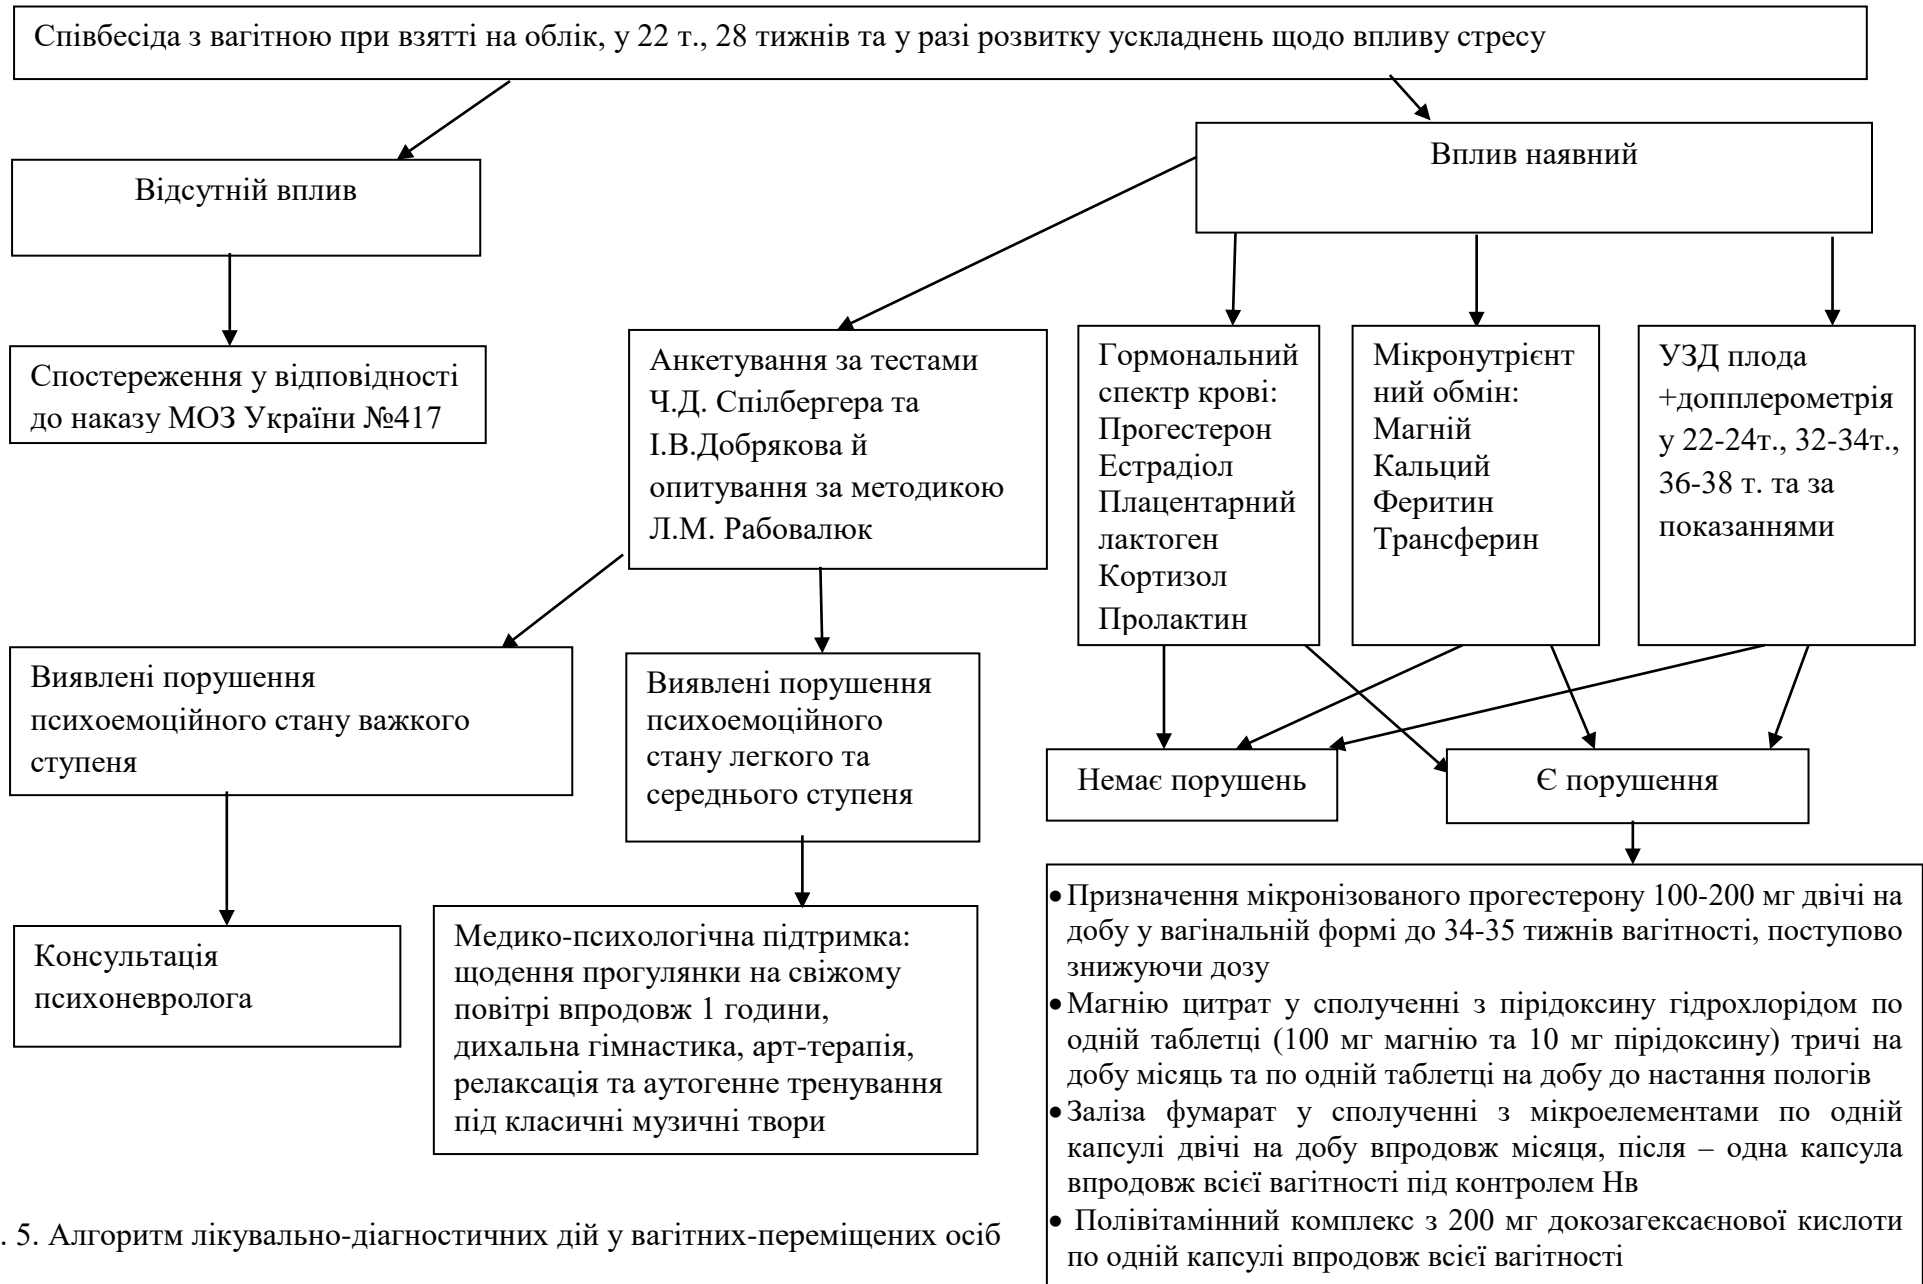 Співбесіда з вагітною при взятті на облік, у 22 т., 28 тижнів та у разі розвитку ускладнень щодо впливу стресу
Відсутній вплив
Вплив наявний
Спостереження у відповідності
до наказу МОЗ України №417
Анкетування за тестами
Ч.Д. Спілбергера та
І.В.Добрякова й
опитування за методикою
Л.М. Рабовалюк
Гормональний
спектр крові:
Прогестерон
Естрадіол
Плацентарний
лактоген
Кортизол
Пролактин
Мікронутрієнт
ний обмін:
Магній
Кальций
Феритин
Трансферин
УЗД плода
+допплерометрія
у 22-24т., 32-34т.,
36-38 т. та за
показаннями
Виявлені порушення
психоемоційного стану важкого
ступеня
Виявлені порушення
психоемоційного
стану легкого та
середнього ступеня
Немає порушень
Є порушення
Консультація
психоневролога
Медико-психологічна підтримка:
щодення прогулянки на свіжому
повітрі впродовж 1 години,
дихальна гімнастика, арт-терапія,
релаксація та аутогенне тренування
під класичні музичні твори
• Призначення мікронізованого прогестерону 100-200 мг двічі на
добу у вагінальній формі до 34-35 тижнів вагітності, поступово
знижуючи дозу
• Магнію цитрат у сполученні з пірідоксину гідрохлорідом по
одній таблетці (100 мг магнію та 10 мг пірідоксину) тричі на
добу місяць та по одній таблетці на добу до настання пологів
• Заліза фумарат у сполученні з мікроелементами по одній
капсулі двічі на добу впродовж місяця, після – одна капсула
впродовж всієї вагітності під контролем Нв
• Полівітамінний комплекс з 200 мг докозагексаєнової кислоти
по одній капсулі впродовж всієї вагітності
. 5. Алгоритм лікувально-діагностичних дій у вагітних-переміщених осіб